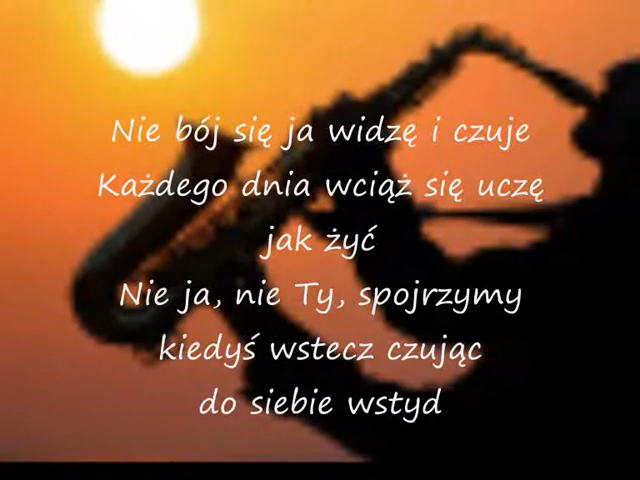 Nie bój się ja widzę i czuje
Każdego dnia wciąż się uczę
jak żyć
Nie ja, nie Ty, spojrzymy
kiedyś wstecz czując
do siebie wstyd